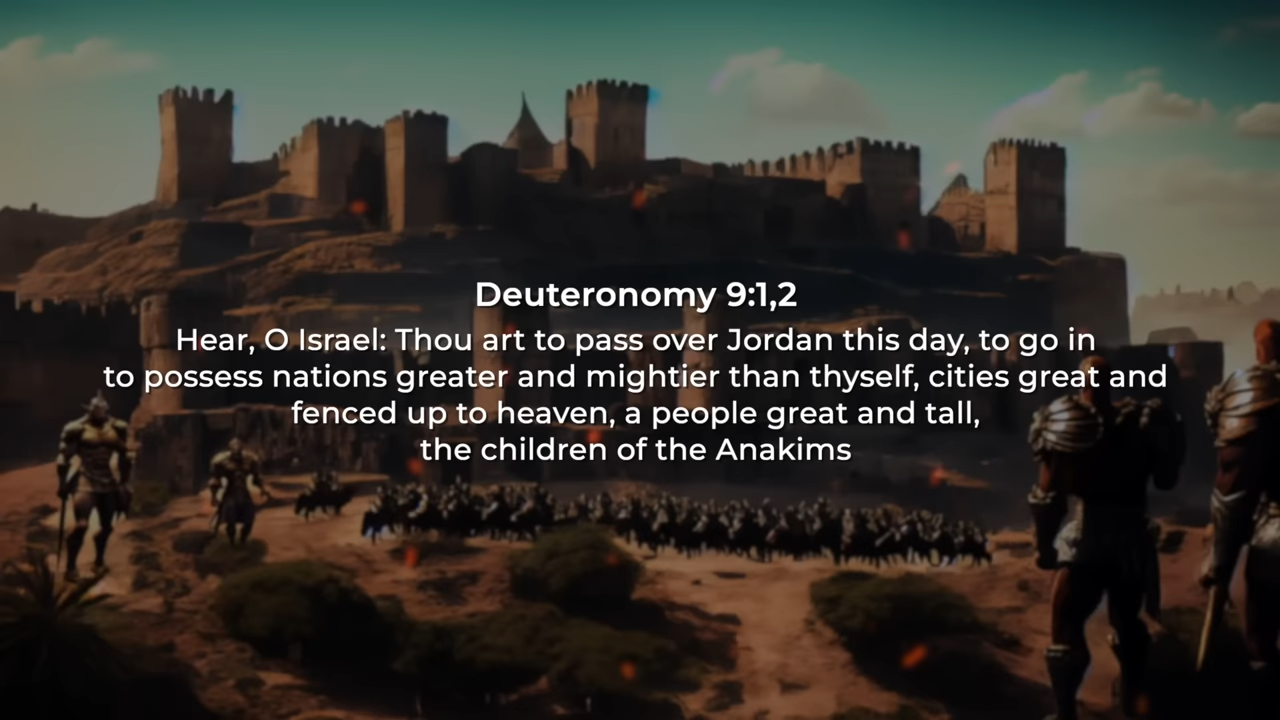 Deuteronomy 9:1,2
Hear, O Israel: Thou art to pass over Jordan this day, to go in
to possess nations greater and mightier than thyself, cities great and
fenced up to heaven, a people great and tall,
the children of the Anakims